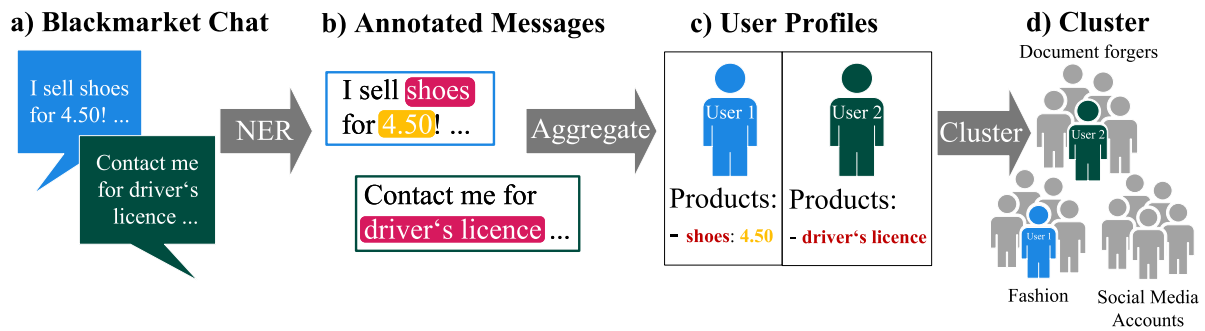 a) Blackmarket Chat
I sell shoes
for 4.50! ...
Contact me
for driver‘s
licence ...
NER
b) Annotated Messages
I sell shoes
for 4.50! ...
Contact me for
driver‘s licence ...
Aggregate
c) User Profiles
User 1
Products:
- shoes: 4.50
User 2
Products:
- driver‘s licence
Cluster
d) Cluster
Document forgers
User 2
User 1
Fashion
Social Media
Accounts